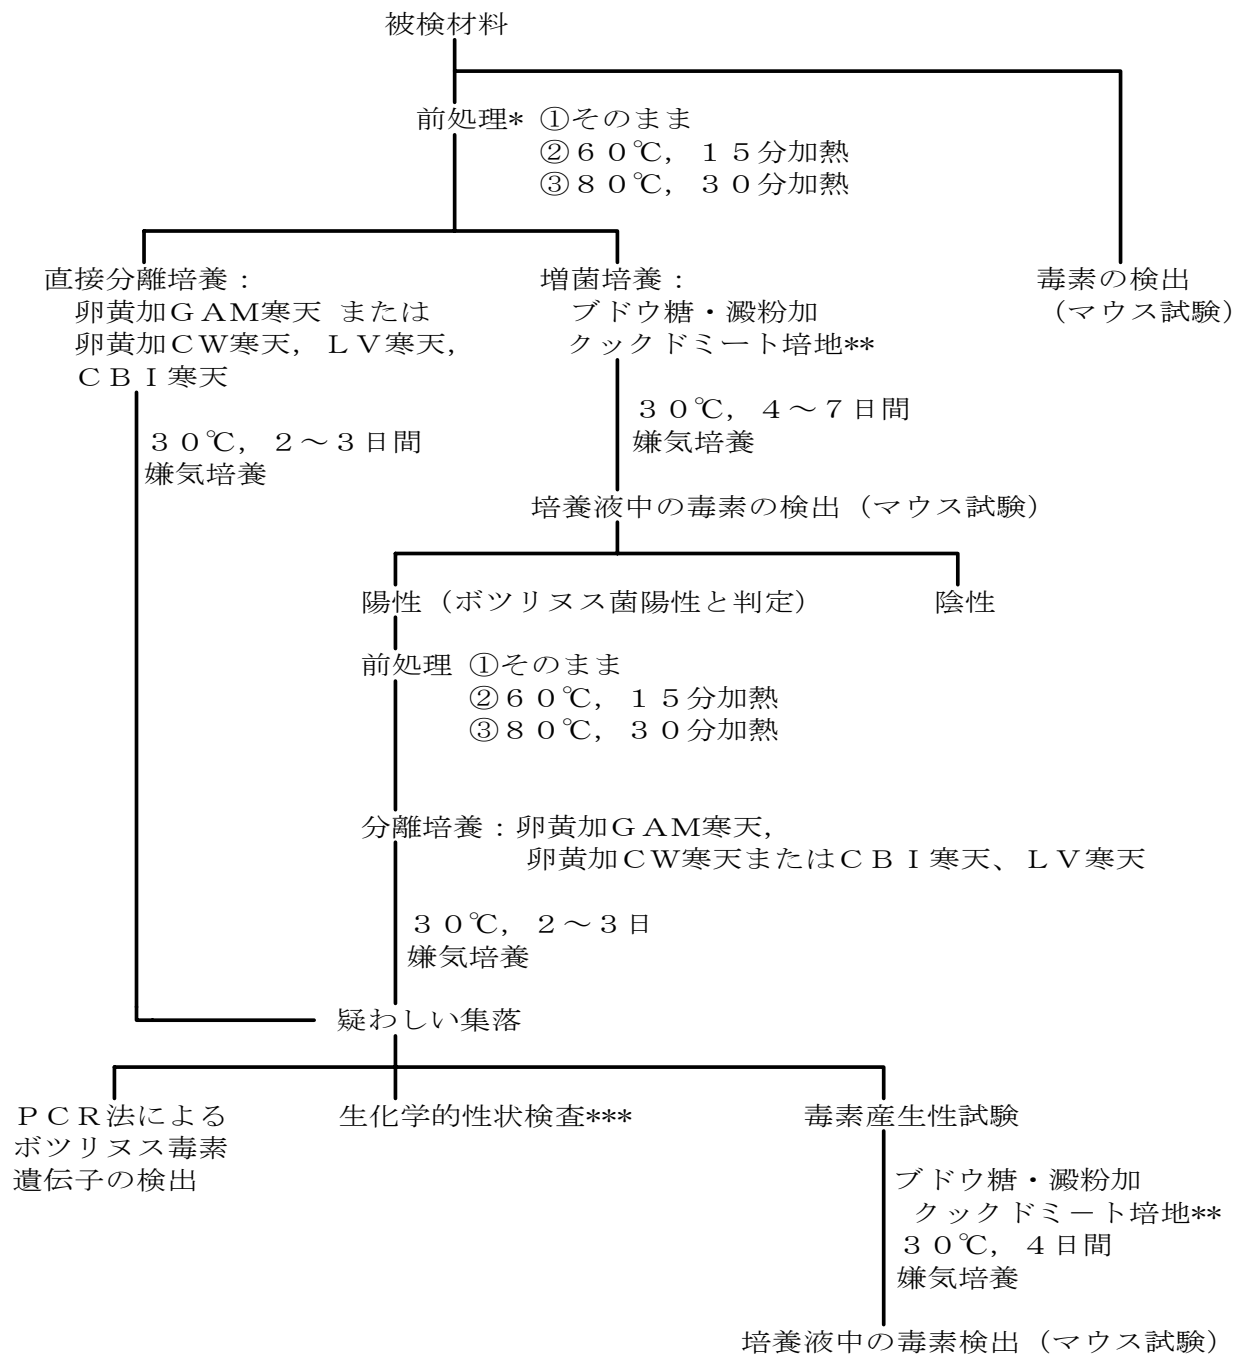 被検材料
前処理* ①そのまま
②６０℃，１５分加熱
③８０℃，３０分加熱
直接分離培養：
卵黄加ＧＡＭ寒天 または
卵黄加ＣＷ寒天，ＬＶ寒天，
ＣＢＩ寒天
３０℃，２～３日間
嫌気培養
増菌培養：
ブドウ糖・澱粉加
クックドミート培地**
３０℃，４～７日間
嫌気培養
毒素の検出
（マウス試験）
培養液中の毒素の検出（マウス試験）
陽性（ボツリヌス菌陽性と判定）
陰性
前処理 ①そのまま
②６０℃，１５分加熱
③８０℃，３０分加熱
分離培養：卵黄加ＧＡＭ寒天，
卵黄加ＣＷ寒天またはＣＢＩ寒天、ＬＶ寒天
３０℃，２～３日
嫌気培養
疑わしい集落
ＰＣＲ法による
ボツリヌス毒素
遺伝子の検出
生化学的性状検査***
毒素産生性試験
ブドウ糖・澱粉加
クックドミート培地**
３０℃，４日間
嫌気培養
培養液中の毒素検出（マウス試験）